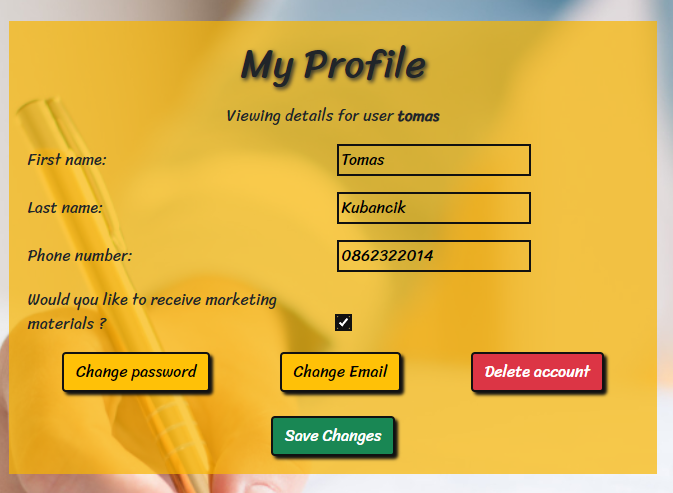 My Profile
Viewing details for user tomas
First name: Tomas
Last name: Kubancik
Phone number: 0862322014
Would you like to receive marketing
materials ?
Change password Change Email Delete account
Save Changes